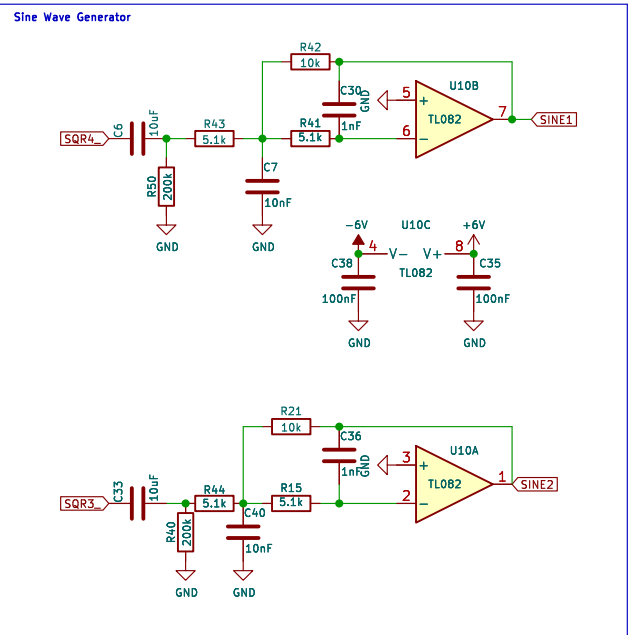 Sine Wave Generator
R42
10k
C30
GND
1nF
5
+
U10B
TL082
7
SINE1
6
−
SQR4_
C6
10uF
R43
5.1k
R41
5.1k
R50
200k
C7
10nF
GND
GND
-6V
U10C
+6V
4
V−
V+
8
C38
TL082
C35
100nF
100nF
GND
GND
R21
10k
C36
GND
1nF
3
+
U10A
TL082
1
SINE2
2
−
SQR3_
C33
10uF
R44
5.1k
R15
5.1k
R40
200k
C40
10nF
GND
GND